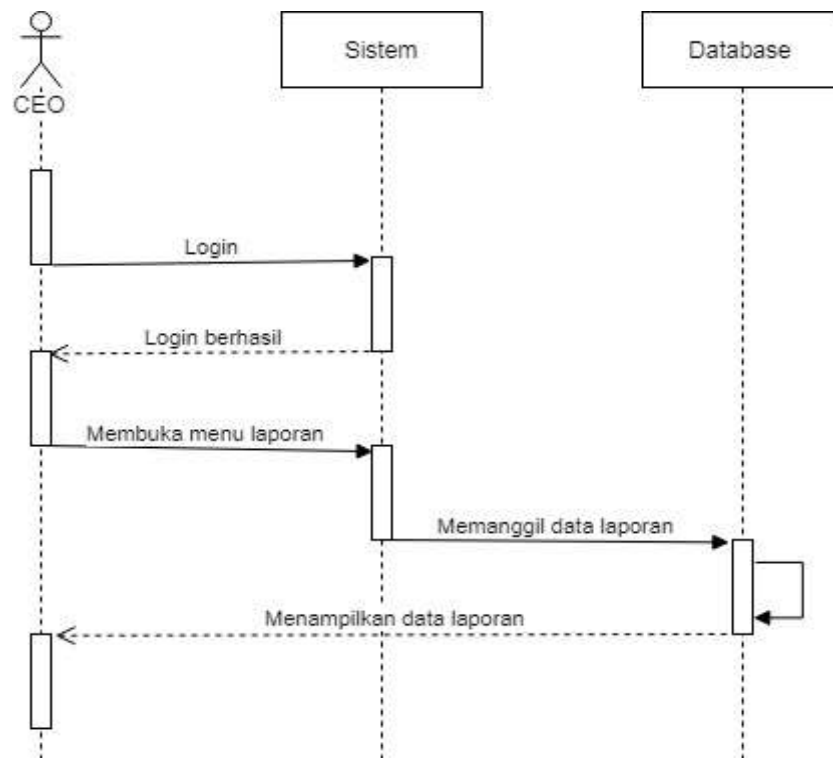 CEO
Sistem
Database
Login
Login berhasil
Membuka menu laporan
Memanggil data laporan
Menampilkan data laporan